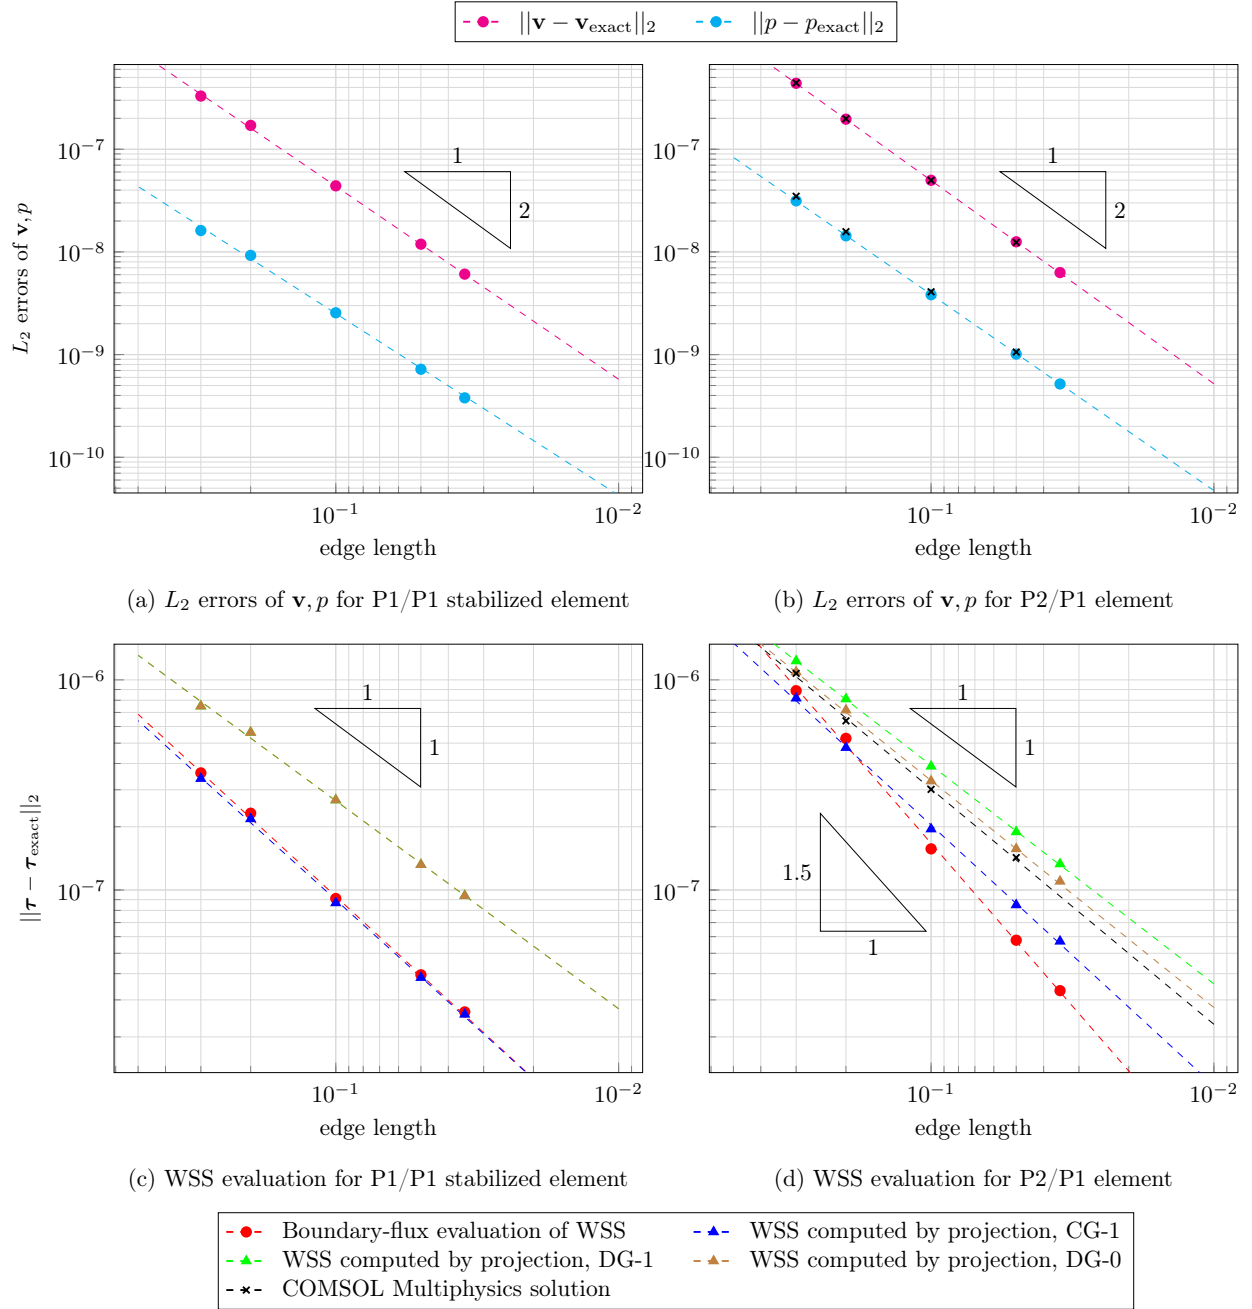 ||v − v_exact||₂ ||p − p_exact||₂
10⁻⁷
10⁻⁸
10⁻⁹
10⁻¹⁰
L₂ errors of v, p
1
2
10⁻¹ 10⁻²
edge length
(a) L₂ errors of v, p for P1/P1 stabilized element
10⁻⁷
10⁻⁸
10⁻⁹
10⁻¹⁰
1
2
10⁻¹ 10⁻²
edge length
(b) L₂ errors of v, p for P2/P1 element
10⁻⁶
10⁻⁷
||τ − τ_exact||₂
1
1
10⁻¹ 10⁻²
edge length
(c) WSS evaluation for P1/P1 stabilized element
10⁻⁶
10⁻⁷
1
1
1.5
1
10⁻¹ 10⁻²
edge length
(d) WSS evaluation for P2/P1 element
Boundary-flux evaluation of WSS WSS computed by projection, CG-1
WSS computed by projection, DG-1 WSS computed by projection, DG-0
COMSOL Multiphysics solution